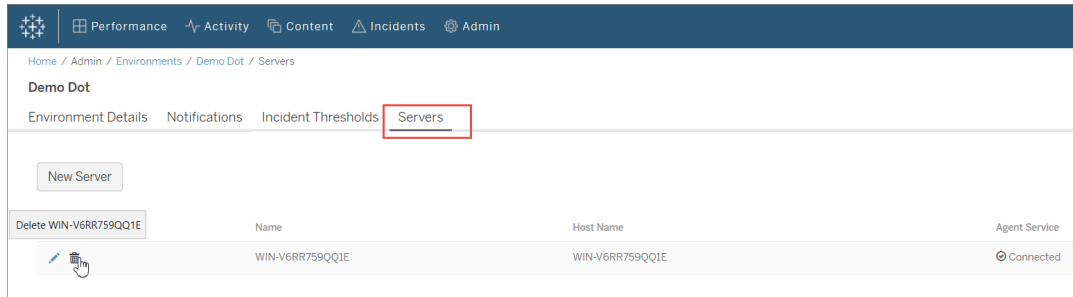 Performance Activity Content Incidents Admin
Home / Admin / Environments / Demo Dot / Servers
Demo Dot
Environment Details Notifications Incident Thresholds Servers
New Server
Delete WIN-V6RR759QQ1E
Name Host Name Agent Service
WIN-V6RR759QQ1E WIN-V6RR759QQ1E Connected